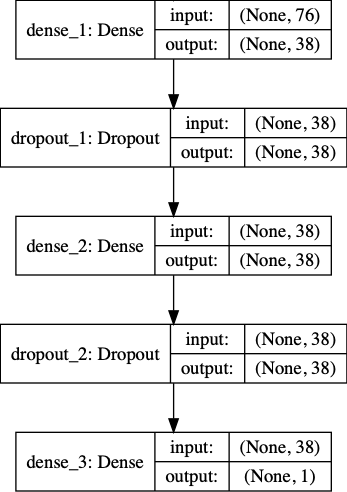 dense_1: Dense
input: (None, 76)
output: (None, 38)
dropout_1: Dropout
input: (None, 38)
output: (None, 38)
dense_2: Dense
input: (None, 38)
output: (None, 38)
dropout_2: Dropout
input: (None, 38)
output: (None, 38)
dense_3: Dense
input: (None, 38)
output: (None, 1)